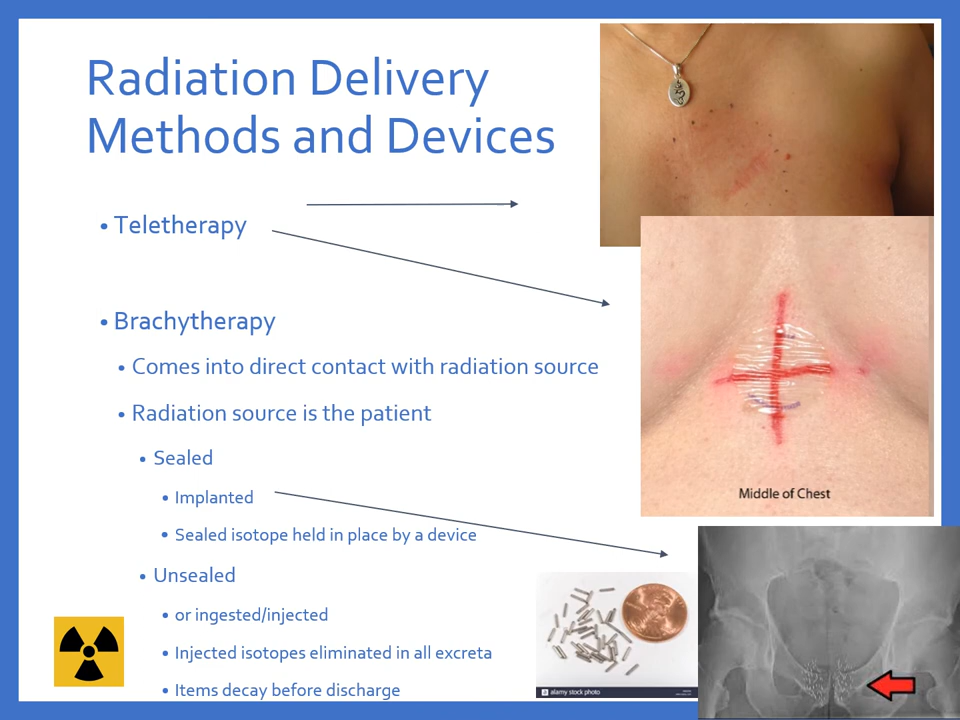 Radiation Delivery
Methods and Devices
• Teletherapy
• Brachytherapy
• Comes into direct contact with radiation source
• Radiation source is the patient
• Sealed
• Implanted
• Sealed isotope held in place by a device
• Unsealed
• or ingested/injected
• Injected isotopes eliminated in all excreta
• Items decay before discharge
Middle of Chest
alamy stock photo